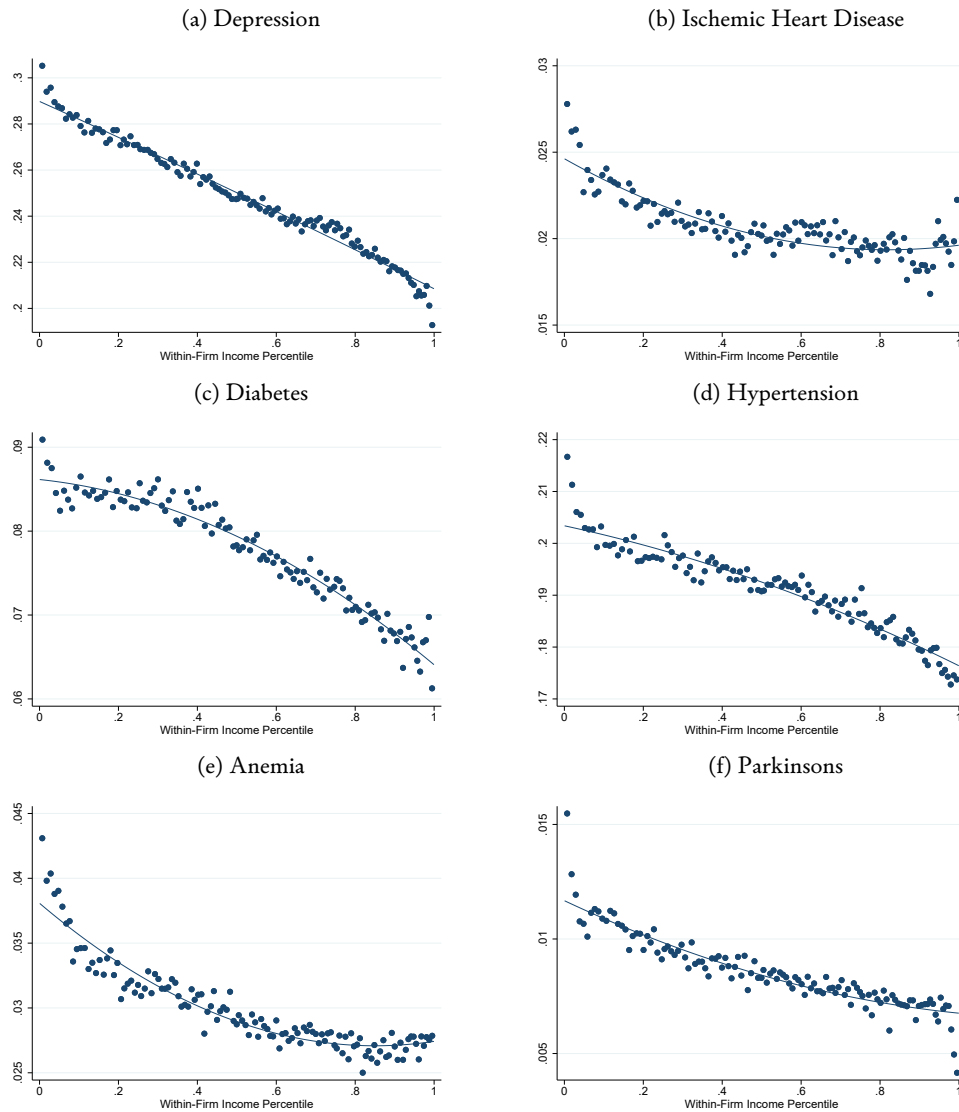 (a) Depression
.3
.28
.26
.24
.22
.2
0 .2 .4 .6 .8 1
Within-Firm Income Percentile
(b) Ischemic Heart Disease
.03
.025
.02
.015
0 .2 .4 .6 .8 1
Within-Firm Income Percentile
(c) Diabetes
.09
.08
.07
.06
0 .2 .4 .6 .8 1
Within-Firm Income Percentile
(d) Hypertension
.22
.21
.2
.19
.18
.17
0 .2 .4 .6 .8 1
Within-Firm Income Percentile
(e) Anemia
.045
.04
.035
.03
.025
0 .2 .4 .6 .8 1
Within-Firm Income Percentile
(f) Parkinsons
.015
.01
.005
0 .2 .4 .6 .8 1
Within-Firm Income Percentile